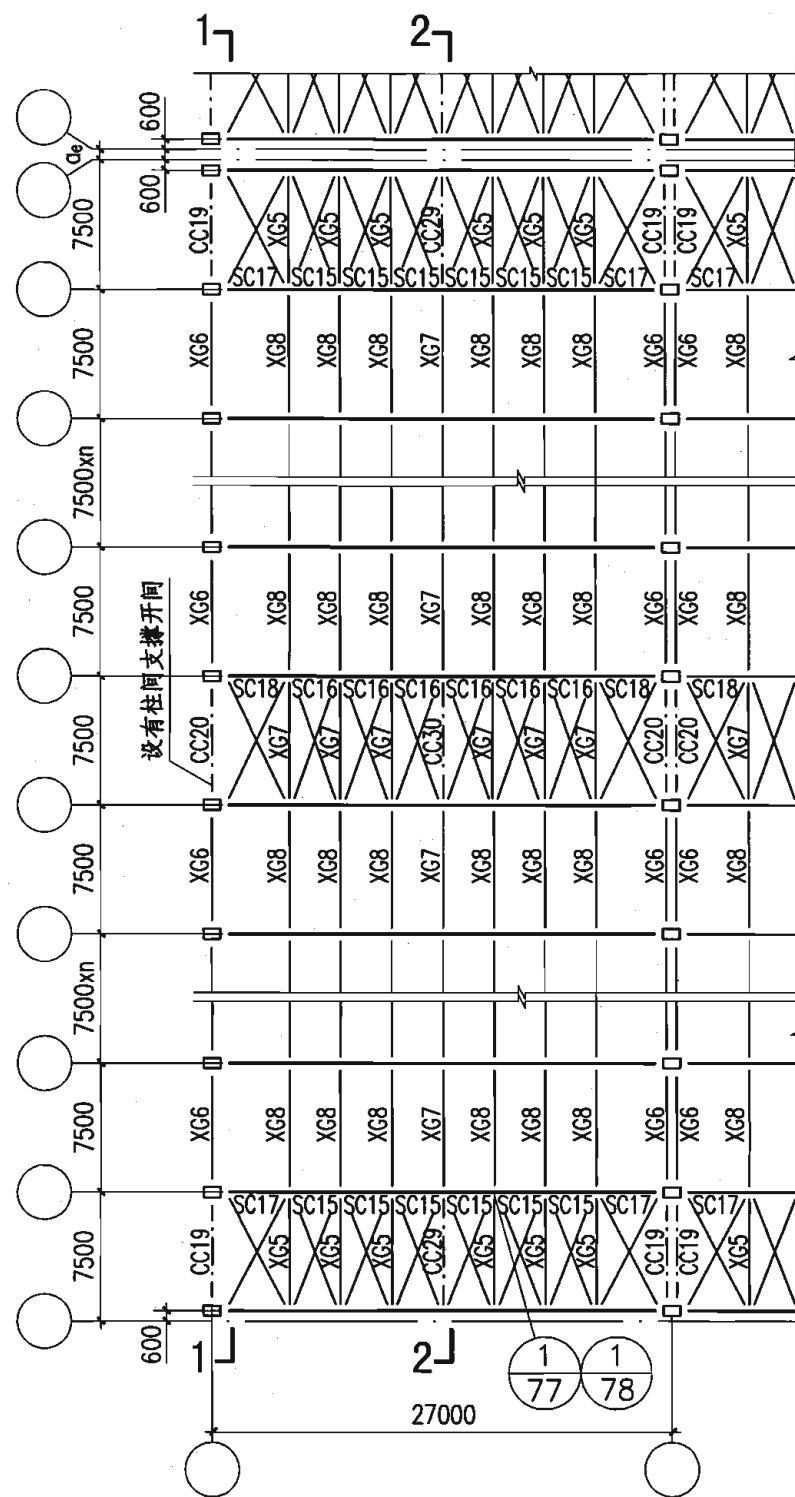 1 2
600
ae
600
7500 CC19 XG5 XG5 XG5 CC29 XG5 XG5 XG5 CC19 CC19 XG5
SC17 SC15 SC15 SC15 SC15 SC15 SC15 SC17 SC17
7500 XG6 XG8 XG8 XG8 XG7 XG8 XG8 XG8 XG6 XG6 XG8
7500xn
7500 XG6 XG8 XG8 XG8 XG7 XG8 XG8 XG8 XG6 XG6 XG8
设有柱间支撑开间
SC18 SC16 SC16 SC16 SC16 SC16 SC16 SC18 SC18
7500 CC20 XG7 XG7 XG7 CC30 XG7 XG7 XG7 CC20 CC20 XG7
7500 XG6 XG8 XG8 XG8 XG7 XG8 XG8 XG8 XG6 XG6 XG8
7500xn
7500 XG6 XG8 XG8 XG8 XG7 XG8 XG8 XG8 XG6 XG6 XG8
SC17 SC15 SC15 SC15 SC15 SC15 SC15 SC17 SC17
7500 CC19 XG5 XG5 XG5 CC29 XG5 XG5 XG5 CC19 CC19 XG5
600
1 2
1 1
77 78
27000